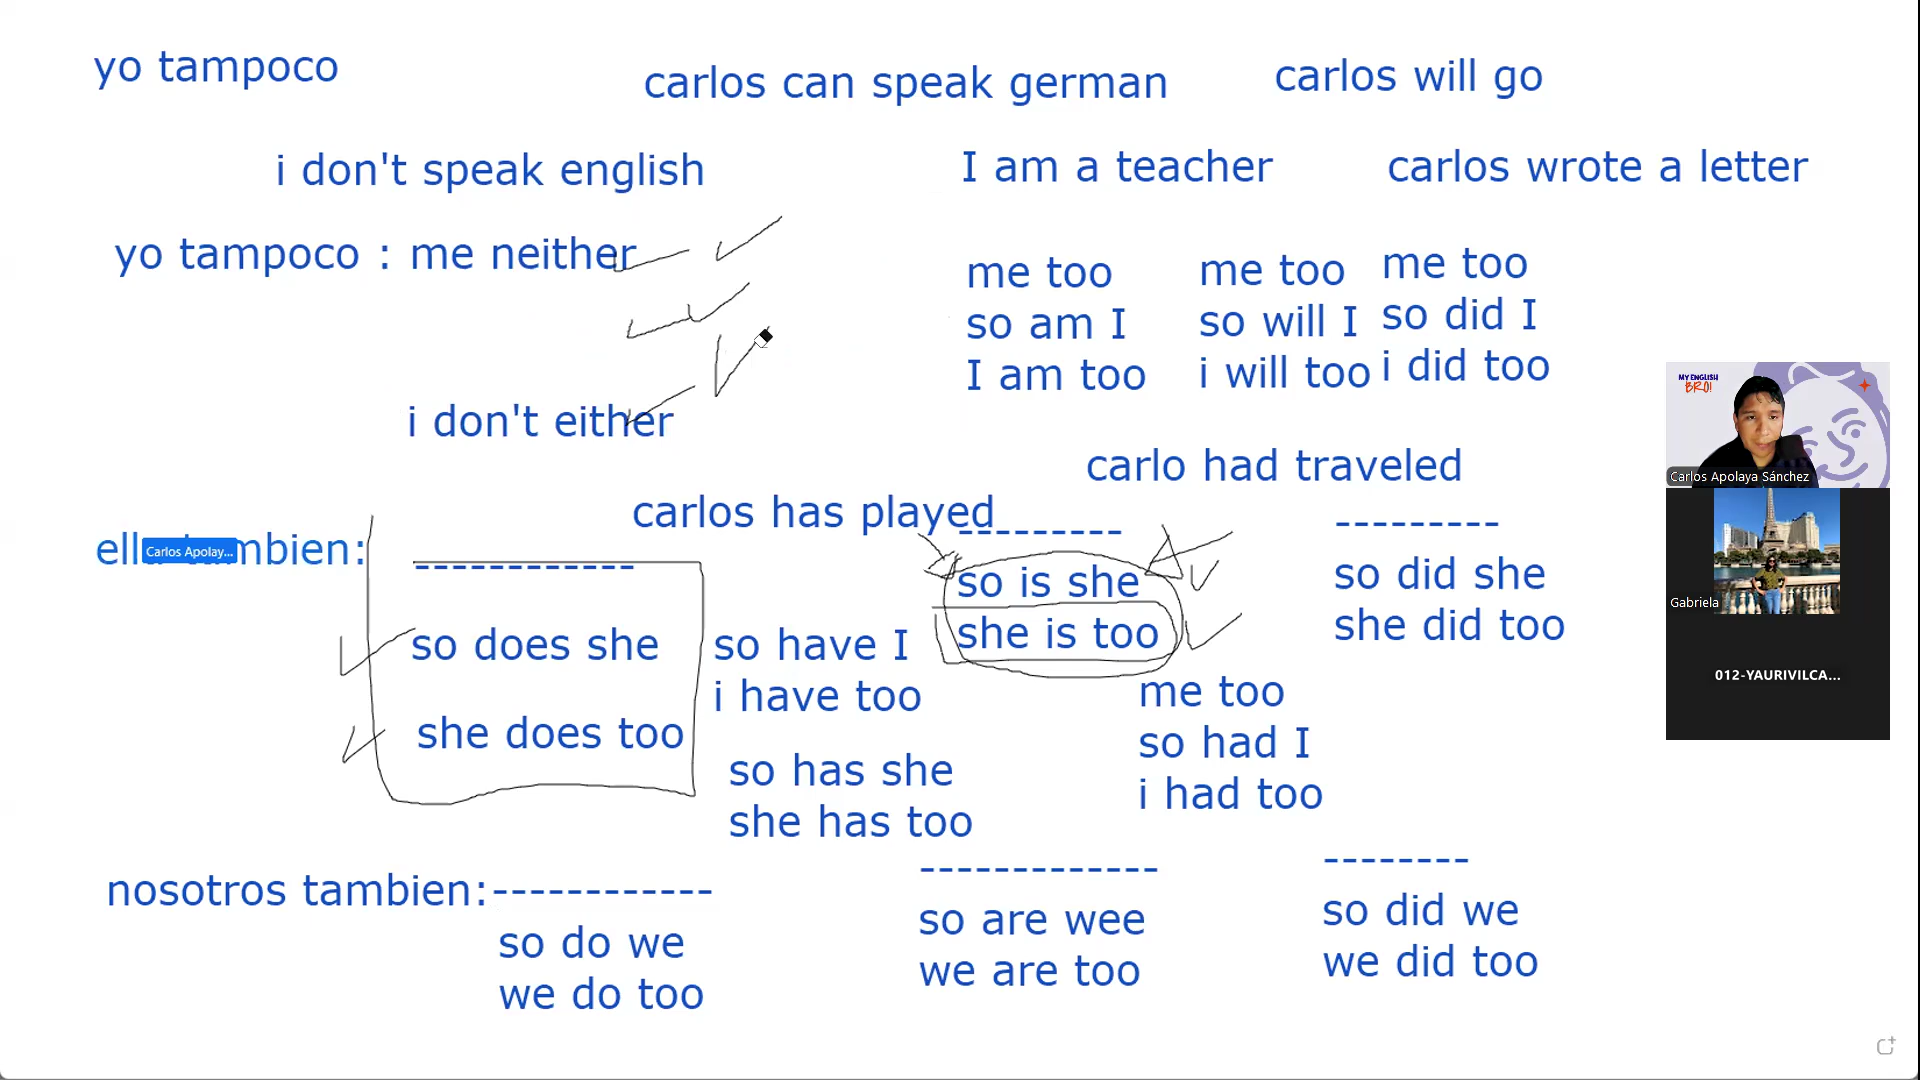 yo tampoco
carlos can speak german
carlos will go
i don't speak english
I am a teacher
carlos wrote a letter
yo tampoco : me neither
me too
so am I
I am too
me too
so will I
i will too
me too
so did I
i did too
i don't either
MY ENGLISH
BRO!
Carlos Apolaya Sánchez
carlo had traveled
carlos has played
Carlos Apolay...
------------
so does she
she does too
so have I
i have too
so has she
she has too
---------
so is she
she is too
me too
so had I
i had too
---------
so did she
she did too
Gabriela
012-YAURIVILCA...
nosotros tambien:------------
so do we
we do too
-------------
so are wee
we are too
--------
so did we
we did too